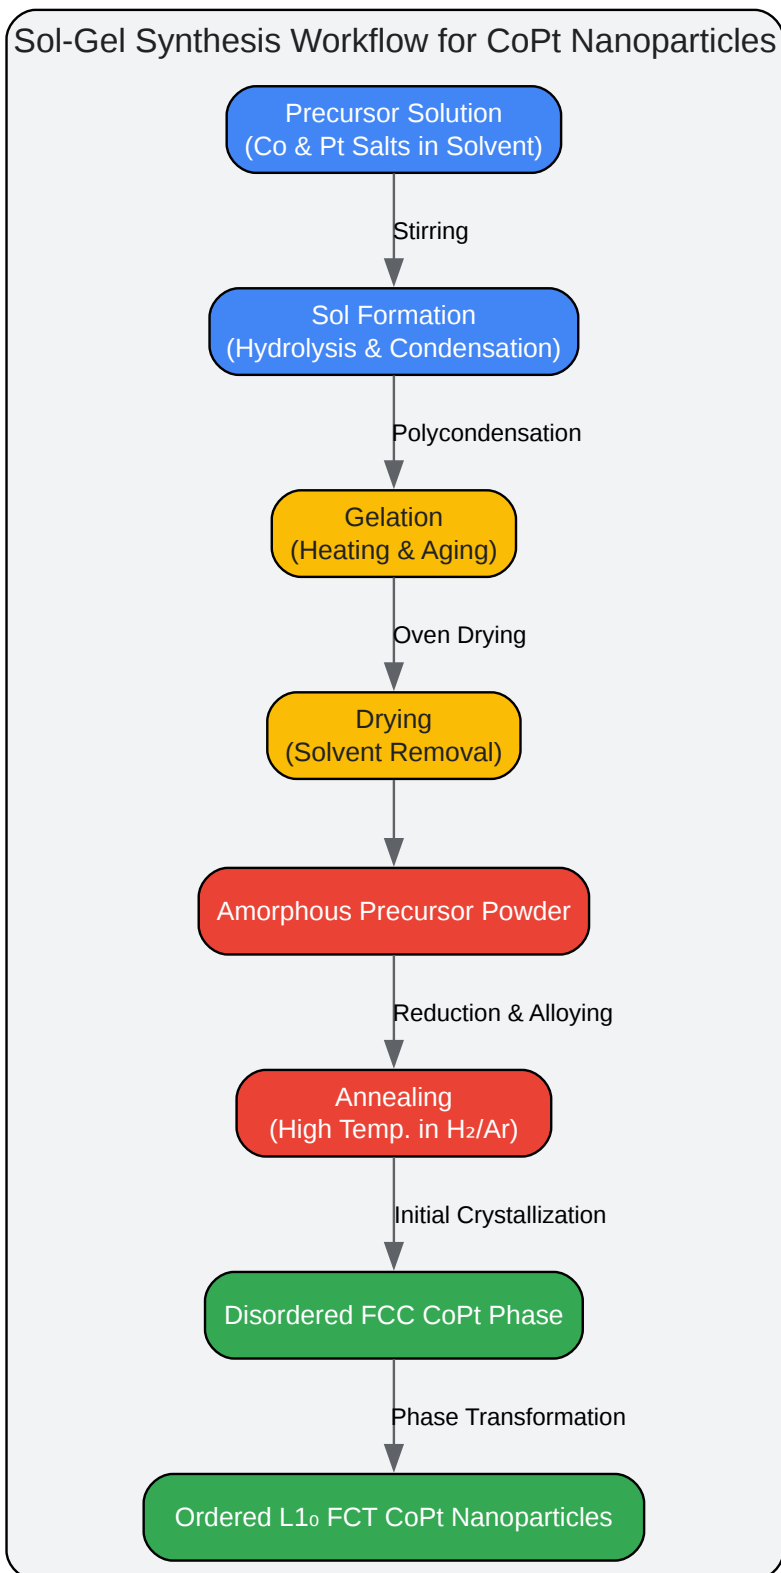 Sol-Gel Synthesis Workflow for CoPt Nanoparticles
Precursor Solution
(Co & Pt Salts in Solvent)
Stirring
Sol Formation
(Hydrolysis & Condensation)
Polycondensation
Gelation
(Heating & Aging)
Oven Drying
Drying
(Solvent Removal)
Amorphous Precursor Powder
Reduction & Alloying
Annealing
(High Temp. in H₂/Ar)
Initial Crystallization
Disordered FCC CoPt Phase
Phase Transformation
Ordered L1₀ FCT CoPt Nanoparticles